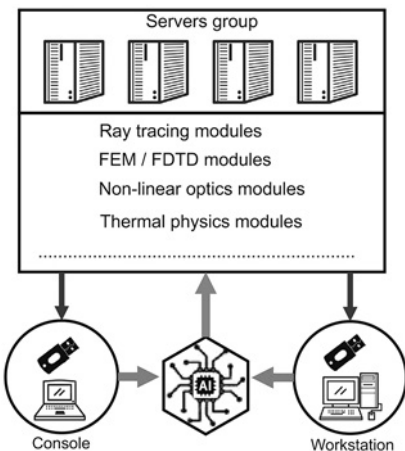 Servers group
Ray tracing modules
FEM / FDTD modules
Non-linear optics modules
Thermal physics modules
AI
Console
Workstation